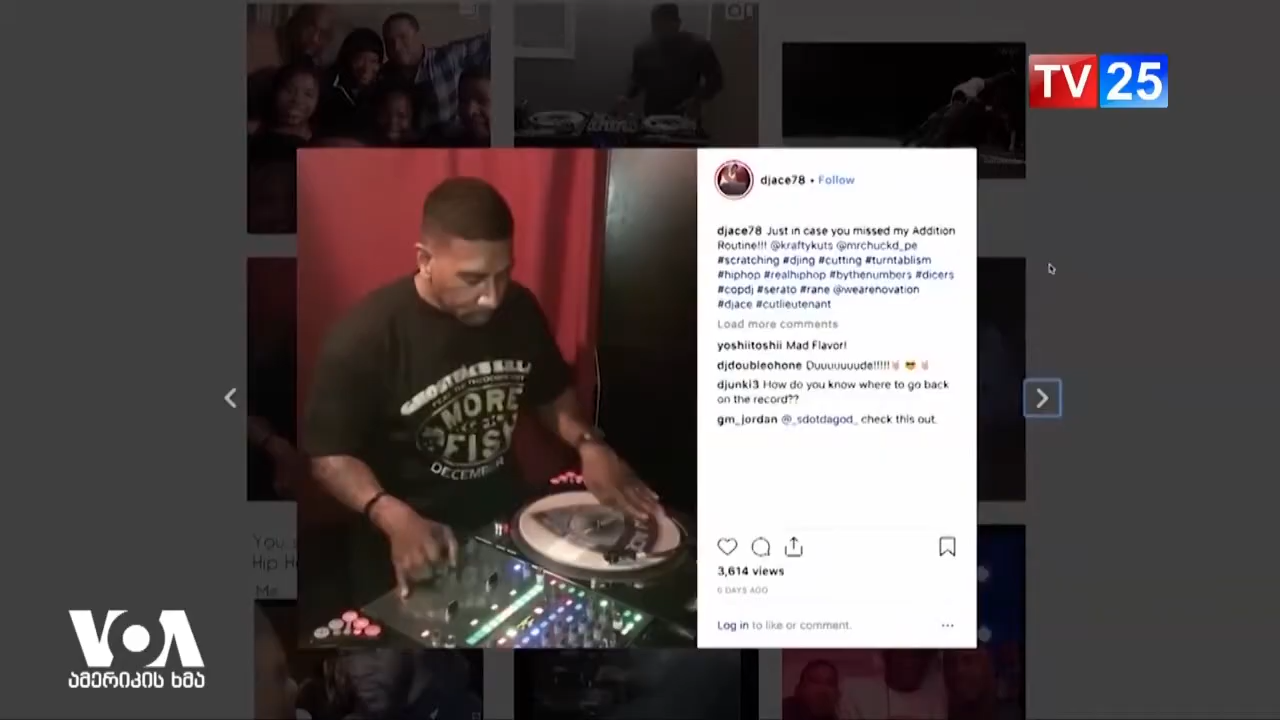 TV 25
djace78 • Follow
djace78 Just in case you missed my Addition
Routine!!! @kraftykuts @mrchuckd_pe
#scratching #djing #cutting #turntablism
#hiphop #realhiphop #bythenumbers #dicers
#copdj #serato #rane @wearenovation
#djace #cutlieutenant
Load more comments
yoshiitoshii Mad Flavor!
djdoubleohone Duuuuuuude!!!!!🤘🏽 😎 🤘🏽
djunki3 How do you know where to go back
on the record??
gm_jordan @_sdotdagod_ check this out.
MORE
FISH
DECEMBER
3,614 views
6 DAYS AGO
Log in to like or comment.
You
Hip H
Me
VOA
ამერიკის ხმა